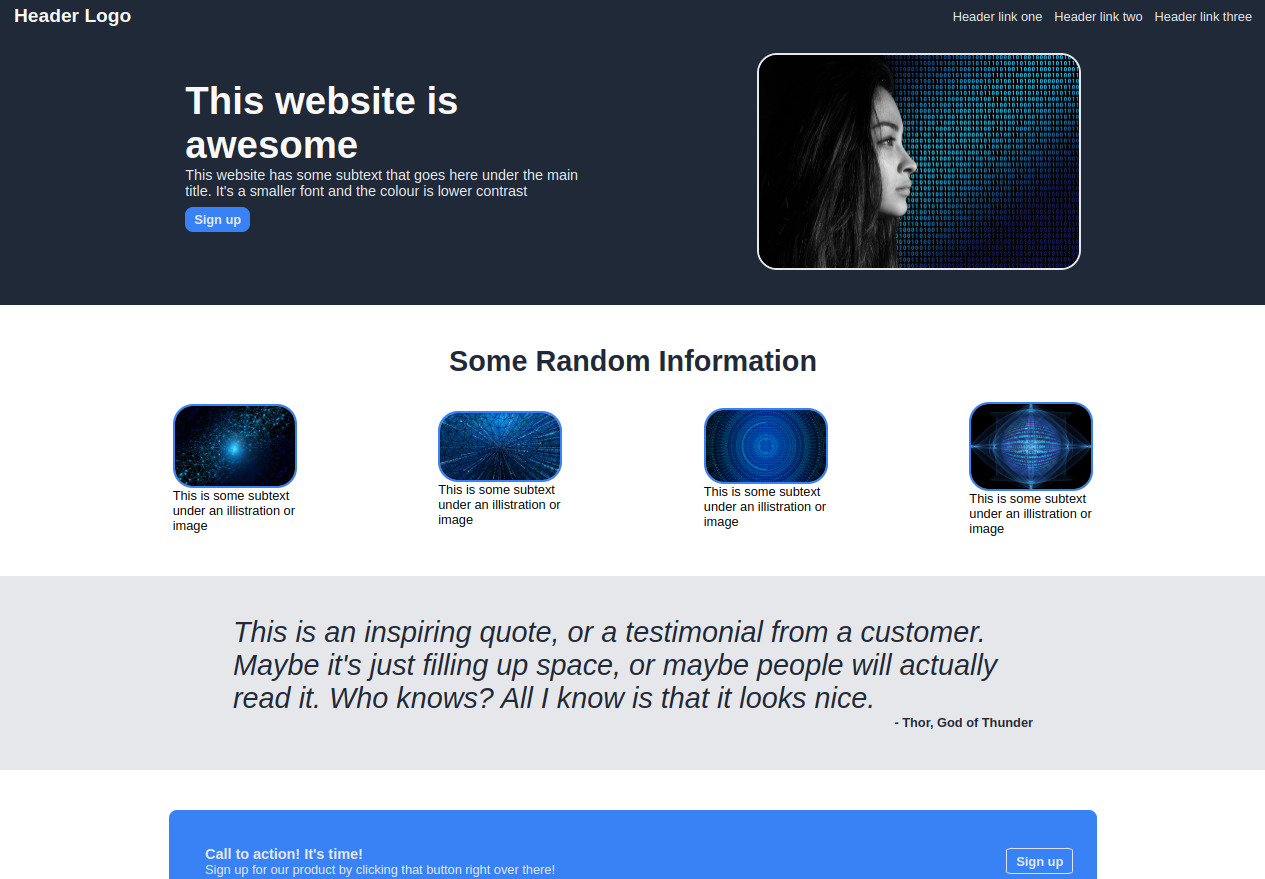 Header Logo
Header link one
Header link two
Header link three
This website is
awesome
This website has some subtext that goes here under the main
title. It's a smaller font and the colour is lower contrast
Sign up
Some Random Information
This is some subtext
under an illistration or
image
This is some subtext
under an illistration or
image
This is some subtext
under an illistration or
image
This is some subtext
under an illistration or
image
This is an inspiring quote, or a testimonial from a customer.
Maybe it's just filling up space, or maybe people will actually
read it. Who knows? All I know is that it looks nice.
- Thor, God of Thunder
Call to action! It's time!
Sign up for our product by clicking that button right over there!
Sign up